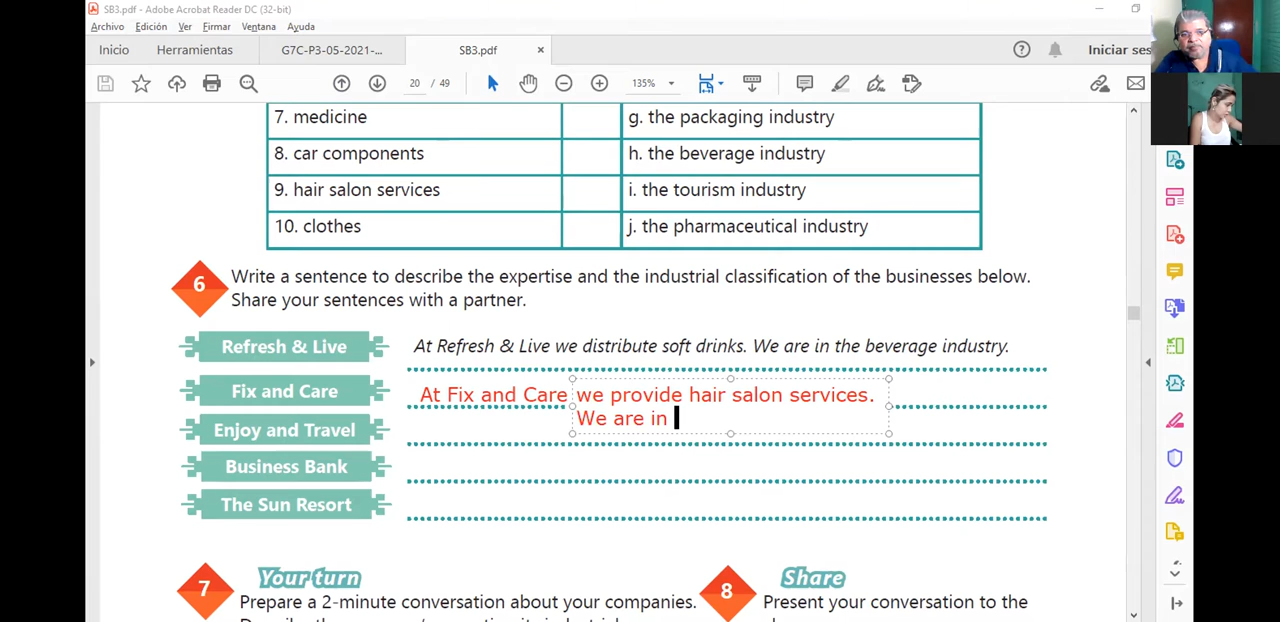 SB3.pdf - Adobe Acrobat Reader DC (32-bit)
Archivo Edición Ver Firmar Ventana Ayuda
Inicio Herramientas G7C-P3-05-2021-... SB3.pdf × Iniciar ses
20 / 49 135%
7. medicine g. the packaging industry
8. car components h. the beverage industry
9. hair salon services i. the tourism industry
10. clothes j. the pharmaceutical industry
6 Write a sentence to describe the expertise and the industrial classification of the businesses below.
Share your sentences with a partner.
Refresh & Live At Refresh & Live we distribute soft drinks. We are in the beverage industry.
Fix and Care At Fix and Care we provide hair salon services.
We are in
Enjoy and Travel
Business Bank
The Sun Resort
7 Your turn
Prepare a 2-minute conversation about your companies.
8 Share
Present your conversation to the